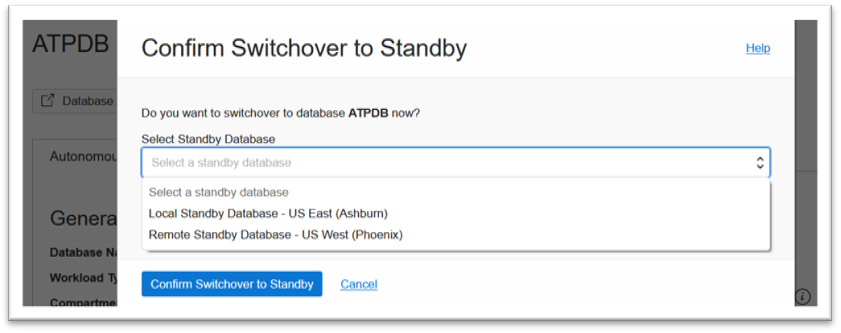 ATPDB
Confirm Switchover to Standby
Help
Database
Do you want to switchover to database ATPDB now?
Select Standby Database
Autonomou
Select a standby database
Select a standby database
Local Standby Database - US East (Ashburn)
Genera
Remote Standby Database - US West (Phoenix)
Database Na
Workload Ty
Confirm Switchover to Standby
Cancel
Compartme